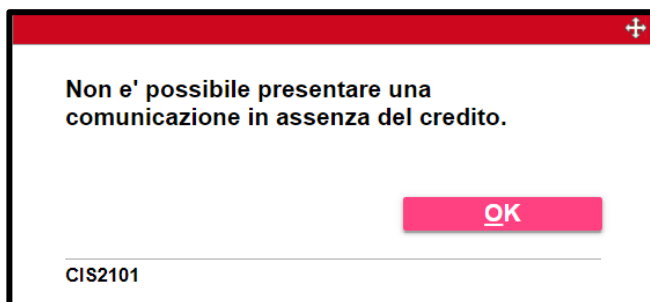 Non e' possibile presentare una
comunicazione in assenza del credito.
OK
CIS2101